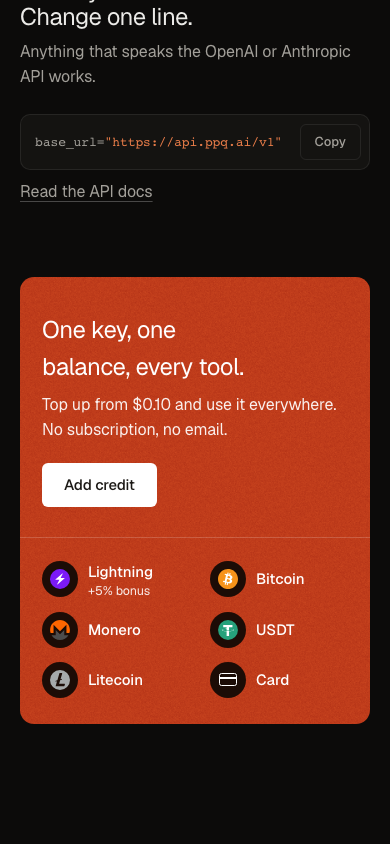 Change one line.
Anything that speaks the OpenAI or Anthropic
API works.
base_url="https://api.ppq.ai/v1"
Copy
Read the API docs
One key, one
balance, every tool.
Top up from $0.10 and use it everywhere.
No subscription, no email.
Add credit
Lightning
+5% bonus
Bitcoin
Monero
USDT
Litecoin
Card